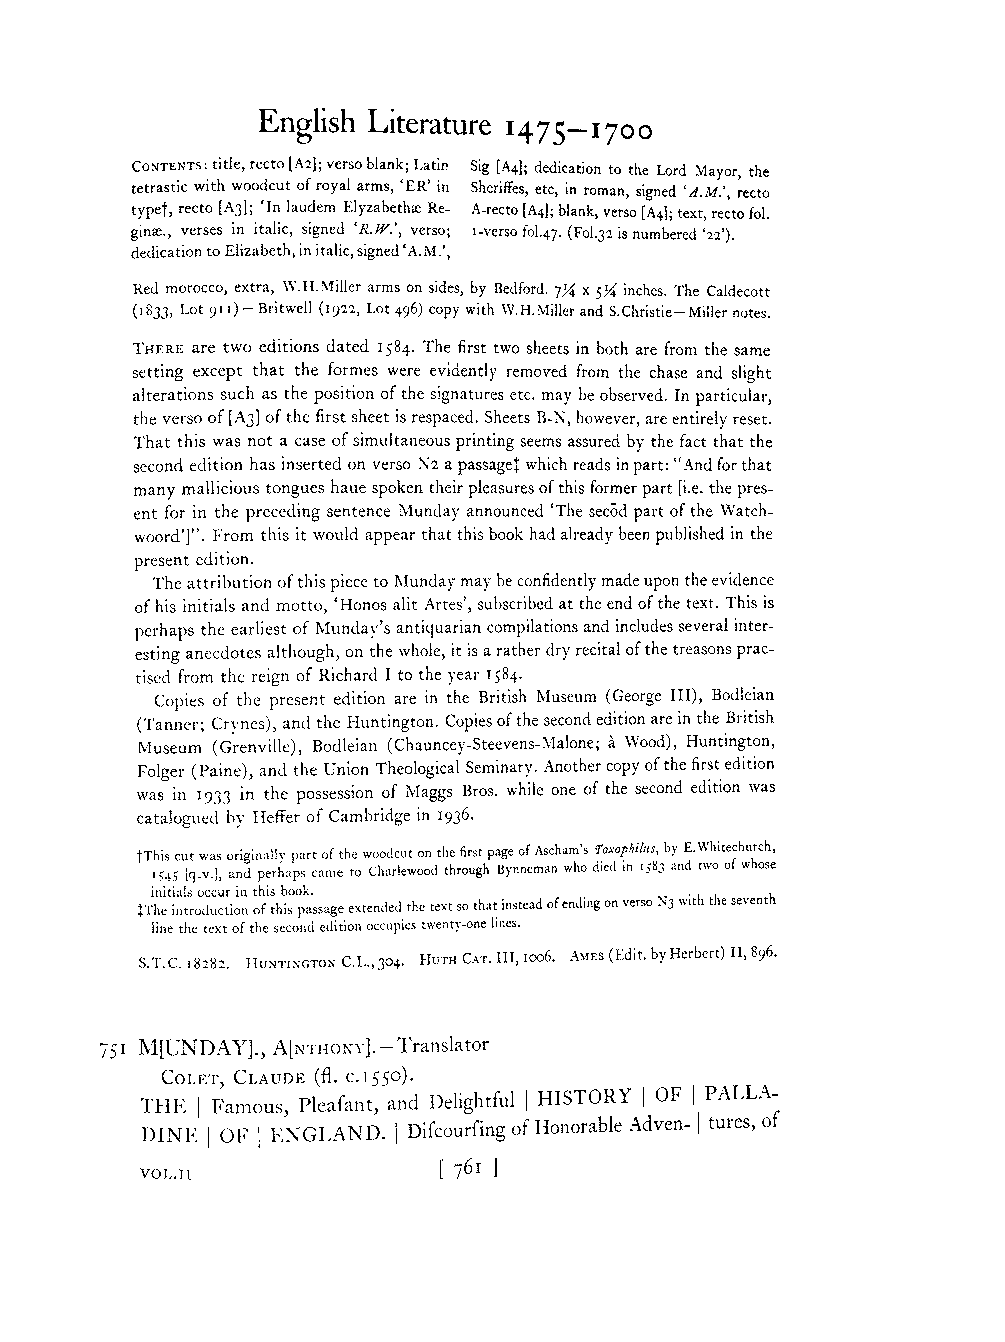 English Literature 1475–1700
CONTENTS: title, recto [A2]; verso blank; Latin
tetrastic with woodcut of royal arms, ‘ER’ in
type†, recto [A3]; ‘In laudem Elyzabethæ Re-
ginæ., verses in italic, signed ‘R.W.’, verso;
dedication to Elizabeth, in italic, signed ‘A.M.’,
Sig [A4]; dedication to the Lord Mayor, the
Sheriffes, etc, in roman, signed ‘A.M.’, recto
A-recto [A4]; blank, verso [A4]; text, recto fol.
1-verso fol.47. (Fol.32 is numbered ‘22’).
Red morocco, extra, W.H.Miller arms on sides, by Bedford. 7¼ x 5¼ inches. The Caldecott
(1833, Lot 911) — Britwell (1922, Lot 496) copy with W.H.Miller and S.Christie—Miller notes.
THERE are two editions dated 1584. The first two sheets in both are from the same
setting except that the formes were evidently removed from the chase and slight
alterations such as the position of the signatures etc. may be observed. In particular,
the verso of [A3] of the first sheet is respaced. Sheets B-N, however, are entirely reset.
That this was not a case of simultaneous printing seems assured by the fact that the
second edition has inserted on verso N2 a passage‡ which reads in part: “And for that
many mallicious tongues haue spoken their pleasures of this former part [i.e. the pres-
ent for in the preceding sentence Munday announced ‘The secōd part of the Watch-
woord’]”. From this it would appear that this book had already been published in the
present edition.
The attribution of this piece to Munday may be confidently made upon the evidence
of his initials and motto, ‘Honos alit Artes’, subscribed at the end of the text. This is
perhaps the earliest of Munday’s antiquarian compilations and includes several inter-
esting anecdotes although, on the whole, it is a rather dry recital of the treasons prac-
tised from the reign of Richard I to the year 1584.
Copies of the present edition are in the British Museum (George III), Bodleian
(Tanner; Crynes), and the Huntington. Copies of the second edition are in the British
Museum (Grenville), Bodleian (Chauncey-Steevens-Malone; à Wood), Huntington,
Folger (Paine), and the Union Theological Seminary. Another copy of the first edition
was in 1933 in the possession of Maggs Bros. while one of the second edition was
catalogued by Heffer of Cambridge in 1936.
†This cut was originally part of the woodcut on the first page of Ascham’s Toxophilus, by E.Whitechurch,
1545 [q.v.], and perhaps came to Charlewood through Bynneman who died in 1583 and two of whose
initials occur in this book.
‡The introduction of this passage extended the text so that instead of ending on verso N3 with the seventh
line the text of the second edition occupies twenty-one lines.
S.T.C. 18282. HUNTINGTON C.L., 304. HUTH CAT. III, 1006. AMES (Edit. by Herbert) II, 896.
751 M[UNDAY]., A[NTHONY].—Translator
COLET, CLAUDE (fl. c.1550).
THE | Famous, Pleaſant, and Delightful | HISTORY | OF | PALLA-
DINE | OF | ENGLAND. | Diſcourſing of Honorable Adven- | tures, of
VOL.II
[ 761 ]